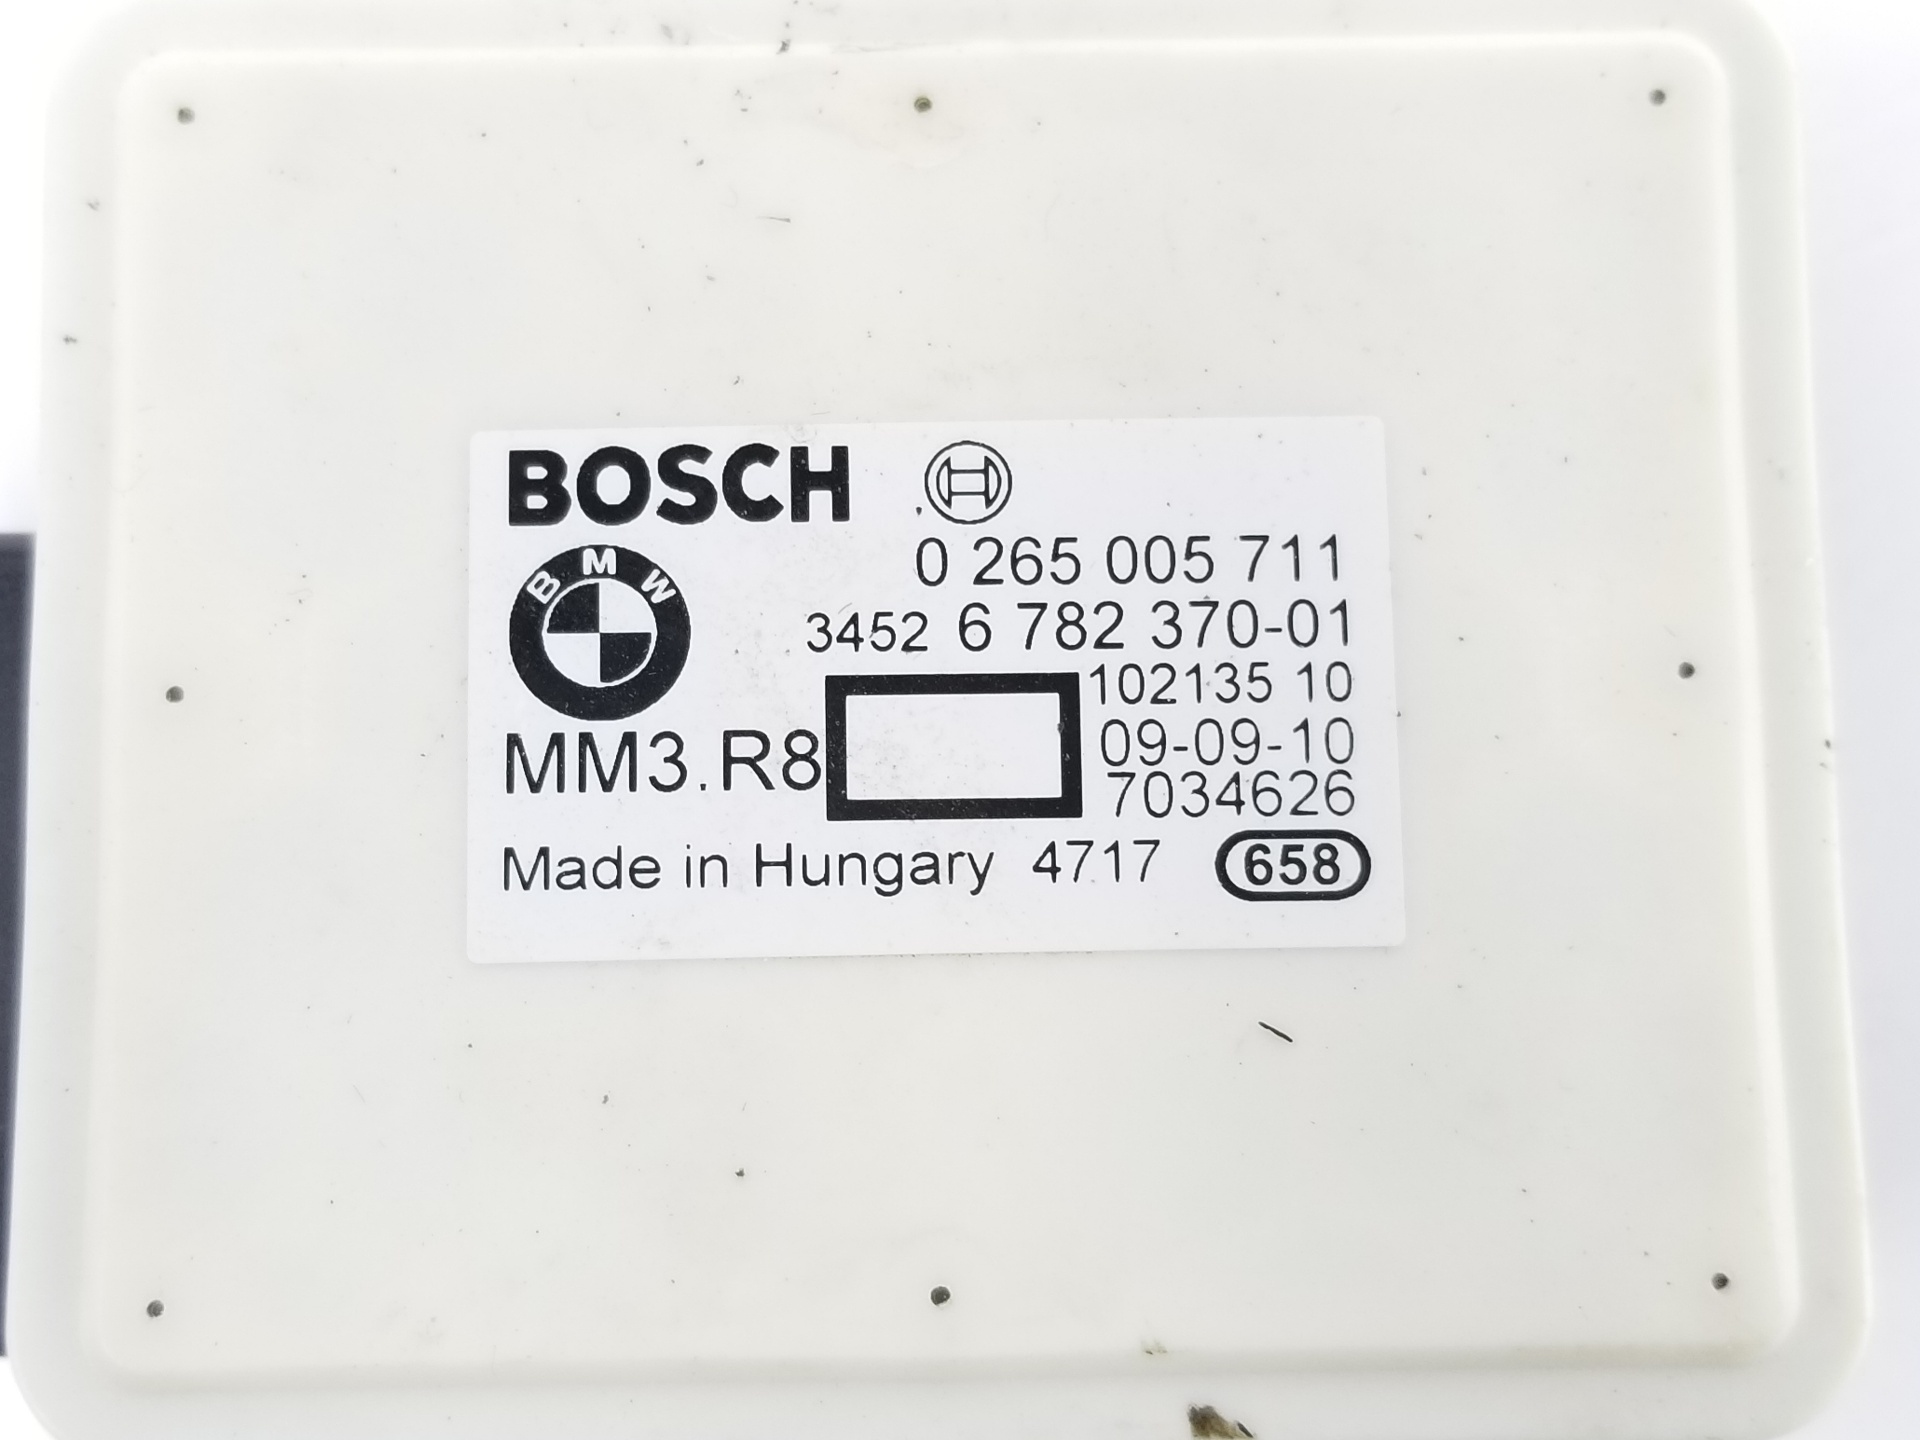 BOSCH
0 265 005 711
BMW
3452 6 782 370-01
102135 10
09-09-10
MM3.R8
7034626
Made in Hungary 4717 658